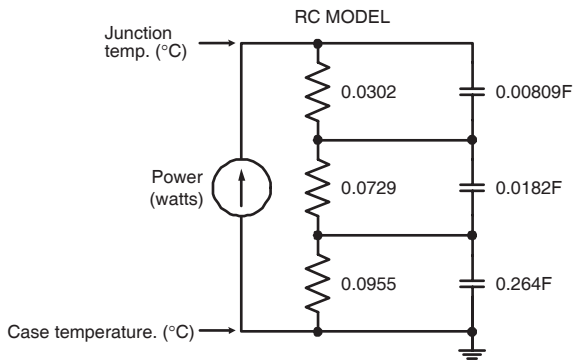 RC MODEL
Junction
temp. (°C)
0.0302
0.00809F
Power
(watts)
0.0729
0.0182F
0.0955
0.264F
Case temperature. (°C)